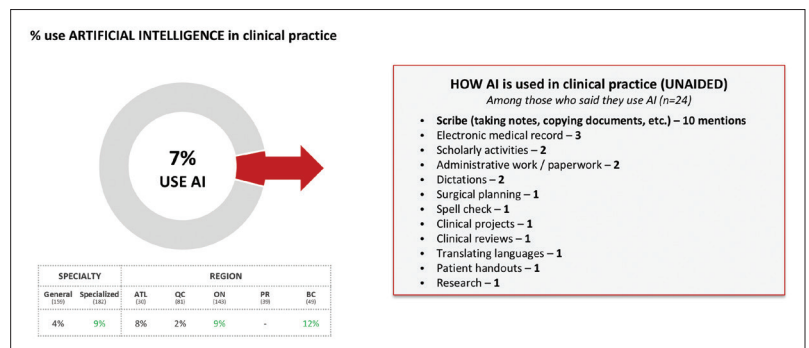 % use ARTIFICIAL INTELLIGENCE in clinical practice
7%
USE AI
HOW AI is used in clinical practice (UNAIDED)
Among those who said they use AI (n=24)
• Scribe (taking notes, copying documents, etc.) – 10 mentions
• Electronic medical record – 3
• Scholarly activities – 2
• Administrative work / paperwork – 2
• Dictations – 2
• Surgical planning – 1
• Spell check – 1
• Clinical projects – 1
• Clinical reviews – 1
• Translating languages – 1
• Patient handouts – 1
• Research – 1
SPECIALTY REGION
General Specialized ATL QC ON PR BC
(159) (182) (30) (81) (143) (39) (49)
4% 9% 8% 2% 9% - 12%